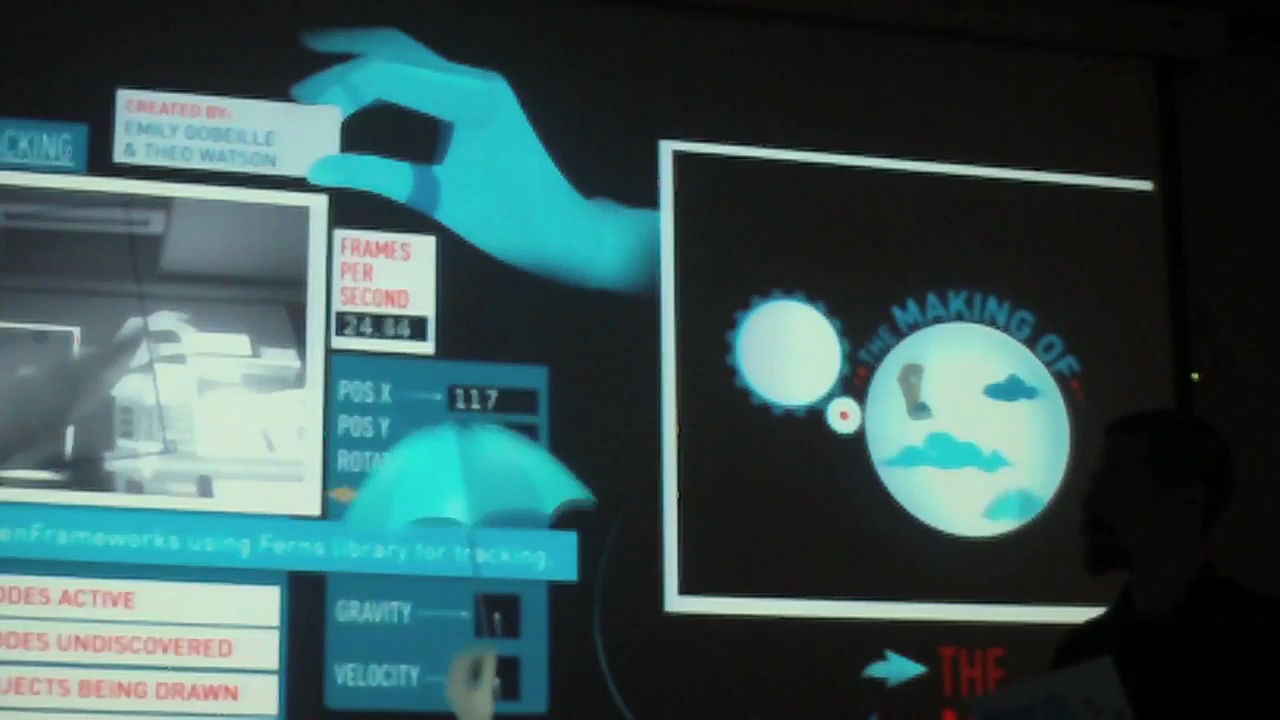 CREATED BY:
EMILY GOBEILLE
& THEO WATSON
CKING
FRAMES
PER
SECOND
24.44
THE MAKING OF
POS X
117
POS Y
ROTAT
enFrameworks using Ferns library for tracking.
ODES ACTIVE
ODES UNDISCOVERED
JECTS BEING DRAWN
GRAVITY
VELOCITY
THE